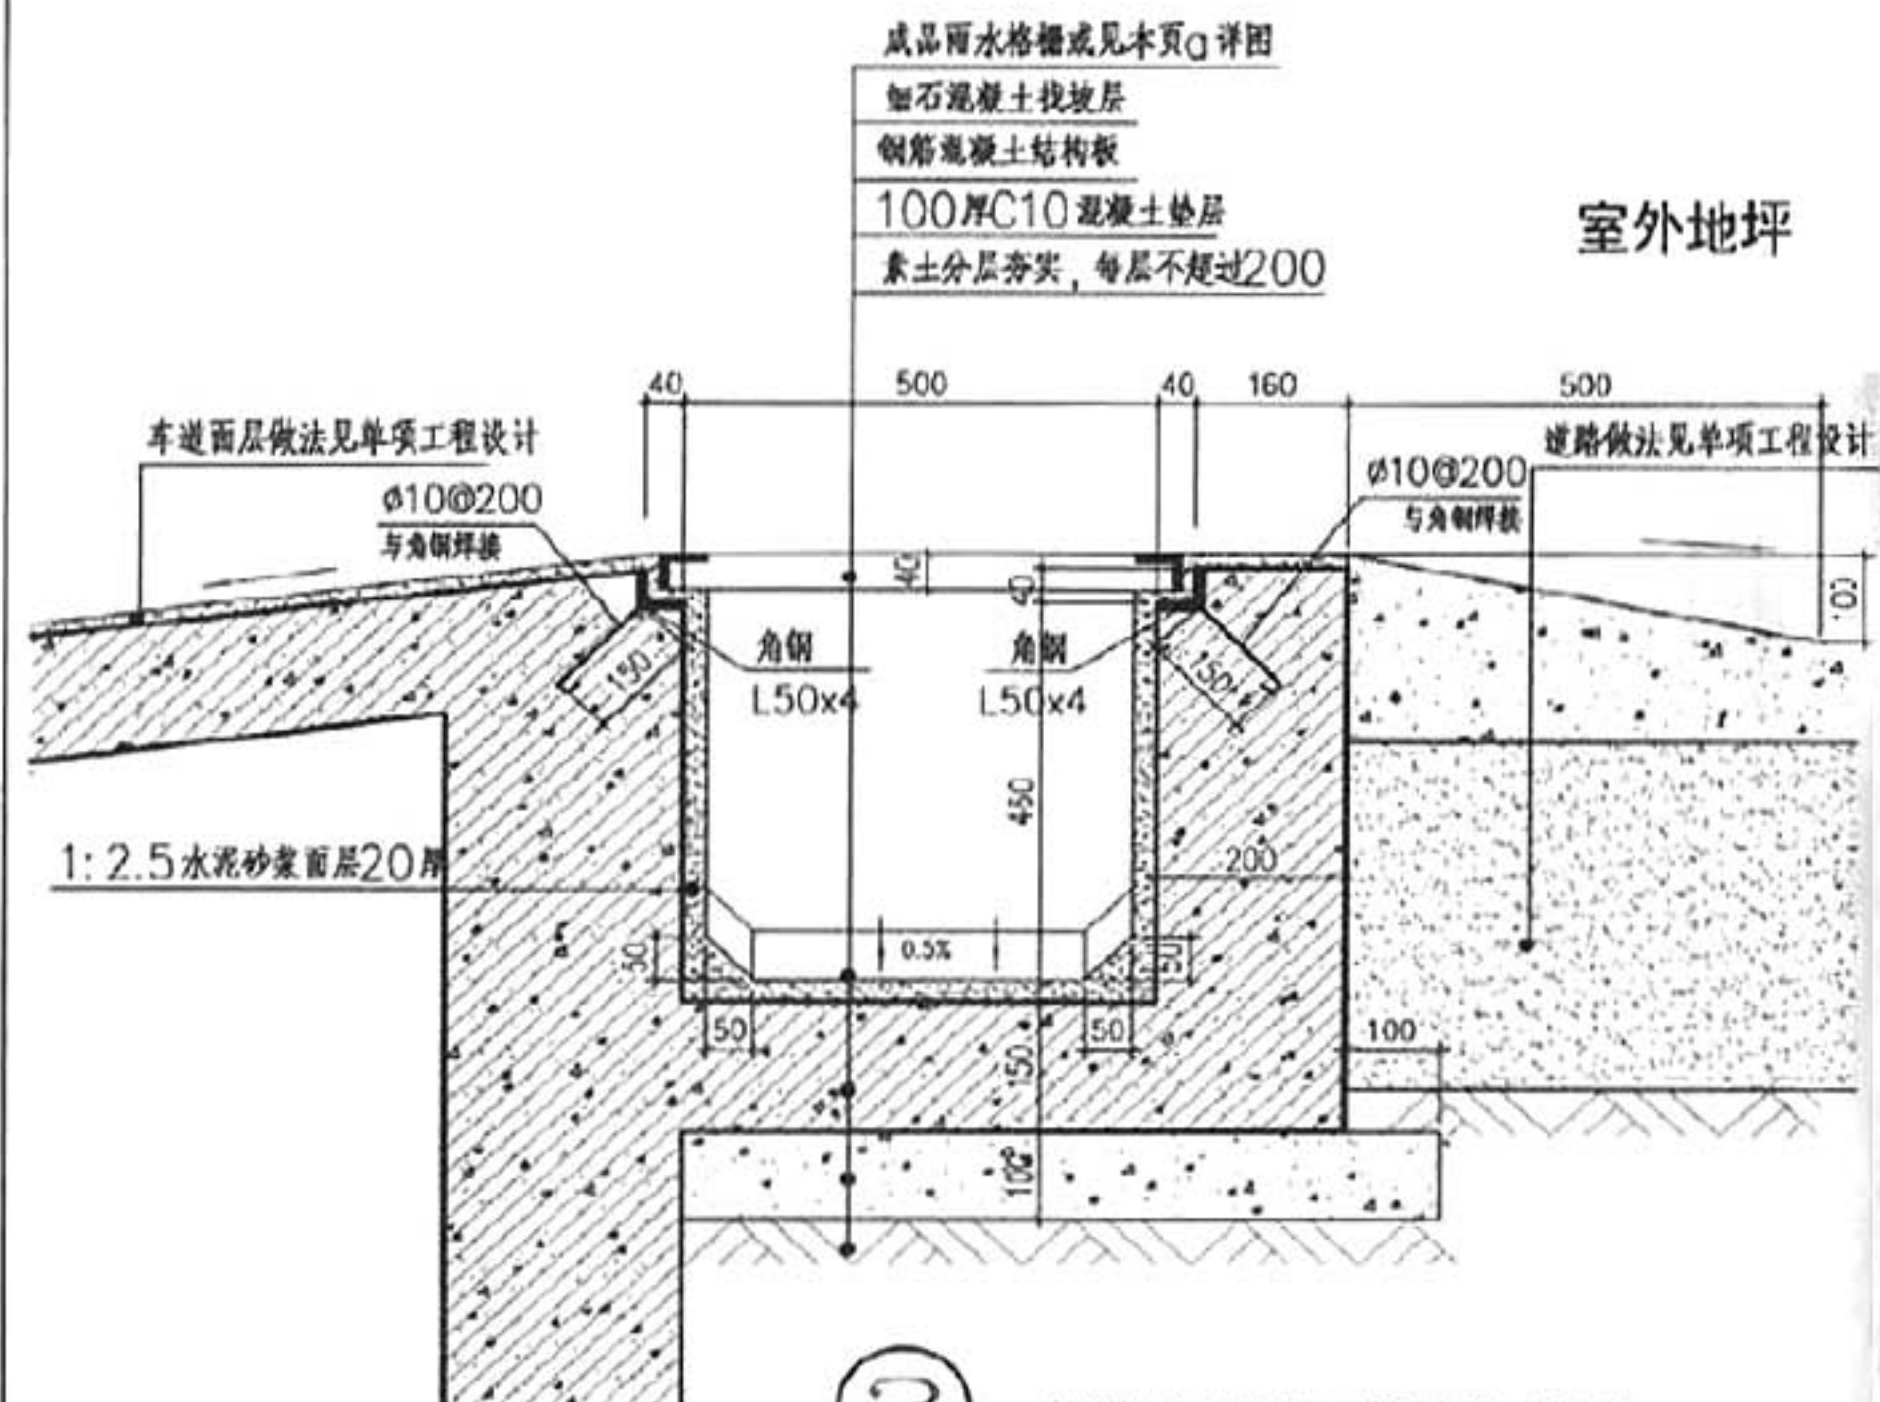 成品雨水格栅或见本页a详图
细石混凝土找坡层
钢筋混凝土结构板
100厚C10混凝土垫层
素土分层夯实，每层不超过200
室外地坪
40 500 40 160 500
车道面层做法见单项工程设计
道路做法见单项工程设计
Ø10@200
与角钢焊接
Ø10@200
与角钢焊接
40
40
100
150
角钢
L50x4
角钢
L50x4
150
450
1:2.5水泥砂浆面层20厚
200
50
0.5%
50
50
50
150
100
100
2